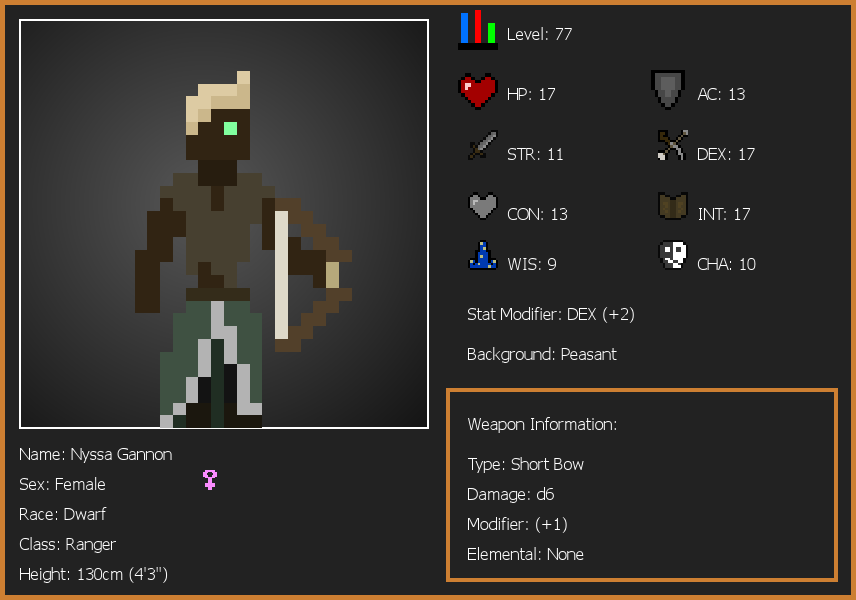 Level: 77
HP: 17
AC: 13
STR: 11
DEX: 17
CON: 13
INT: 17
WIS: 9
CHA: 10
Stat Modifier: DEX (+2)
Background: Peasant
Weapon Information:
Type: Short Bow
Damage: d6
Modifier: (+1)
Elemental: None
Name: Nyssa Gannon
Sex: Female
Race: Dwarf
Class: Ranger
Height: 130cm (4'3")